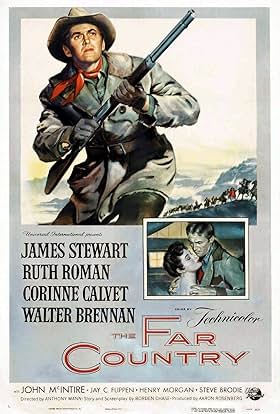 Universal International presents
JAMES STEWART
RUTH ROMAN
CORINNE CALVET
WALTER BRENNAN
COLOR BY Technicolor
THE FAR
COUNTRY
WITH JOHN McINTIRE · JAY C. FLIPPEN · HENRY MORGAN · STEVE BRODIE
Directed by ANTHONY MANN · Story and Screenplay by BORDEN CHASE · Produced by AARON ROSENBERG